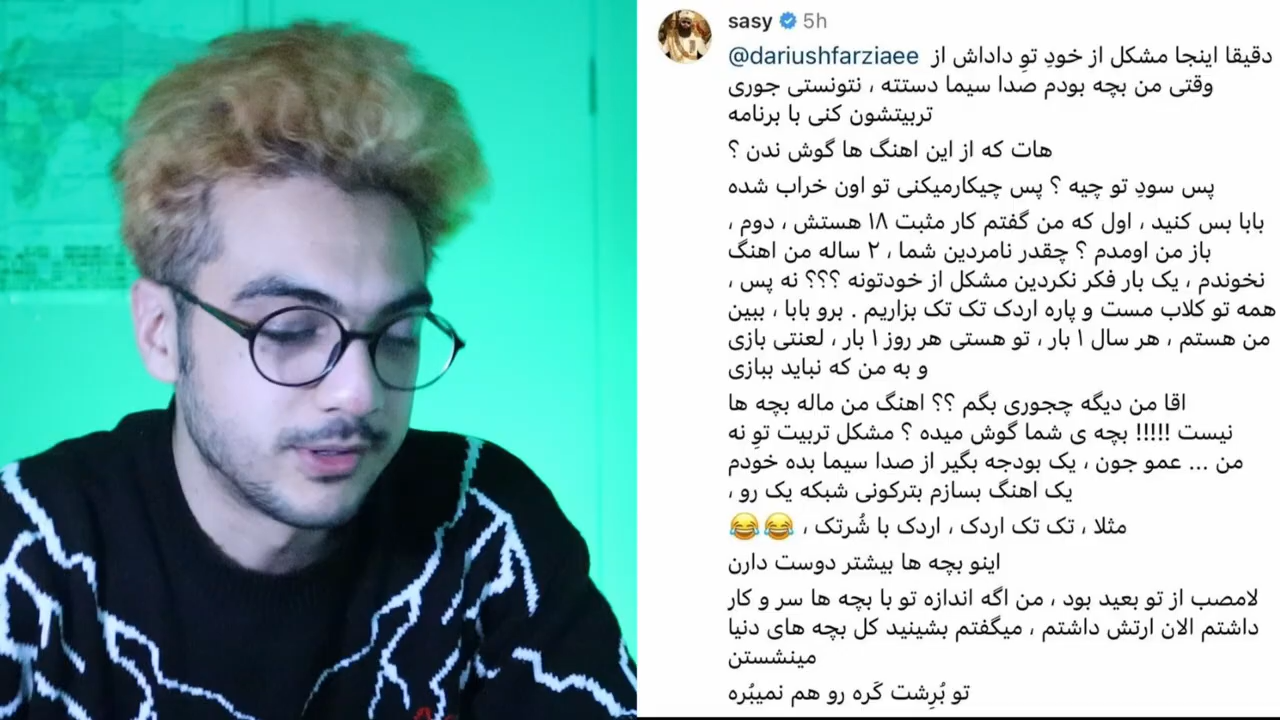 sasy 5h
@dariushfarziaee دقیقا اینجا مشکل از خودِ توِ داداش از
وقتی من بچه بودم صدا سیما دستته ، نتونستی جوری
تربیتشون کنی با برنامه
هات که از این اهنگ ها گوش ندن ؟
پس سودِ تو چیه ؟ پس چیکارمیکنی تو اون خراب شده
بابا بس کنید ، اول که من گفتم کار مثبت ۱۸ هستش ، دوم ،
باز من اومدم ؟ چقدر نامردین شما ، ۲ ساله من اهنگ
نخوندم ، یک بار فکر نکردین مشکل از خودتونه ؟؟؟ نه پس ،
همه تو کلاب مست و پاره اردک تک تک بزاریم . برو بابا ، ببین
من هستم ، هر سال ۱ بار ، تو هستی هر روز ۱ بار ، لعنتی بازی
و به من که نباید ببازی
اقا من دیگه چجوری بگم ؟؟ اهنگ من ماله بچه ها
نیست !!!!! بچه ی شما گوش میده ؟ مشکل تربیت توِ نه
من ... عمو جون ، یک بودجه بگیر از صدا سیما بده خودم
یک اهنگ بسازم بترکونی شبکه یک رو ،
مثلا ، تک تک اردک ، اردک با شُرتک ، 😂😂
اینو بچه ها بیشتر دوست دارن
لامصب از تو بعید بود ، من اگه اندازه تو با بچه ها سر و کار
داشتم الان ارتش داشتم ، میگفتم بشینید کل بچه های دنیا
مینشستن
تو بُرِشت کَره رو هم نمیبُره